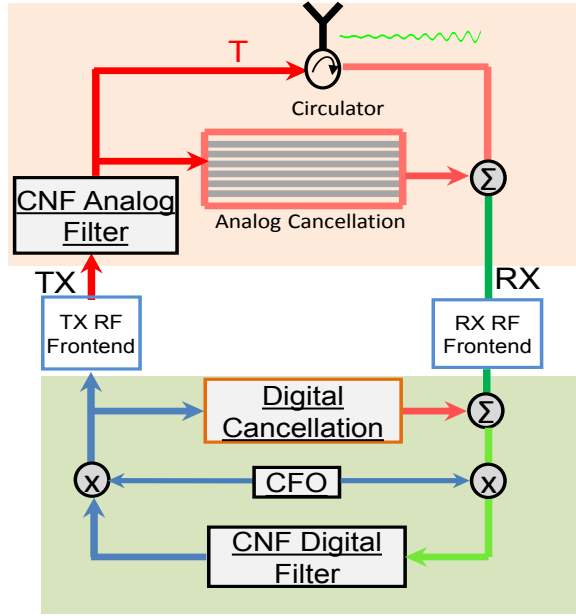 T
Circulator
CNF Analog
Filter
Analog Cancellation
Σ
TX
RX
TX RF
Frontend
RX RF
Frontend
Digital
Cancellation
Σ
x
CFO
x
CNF Digital
Filter